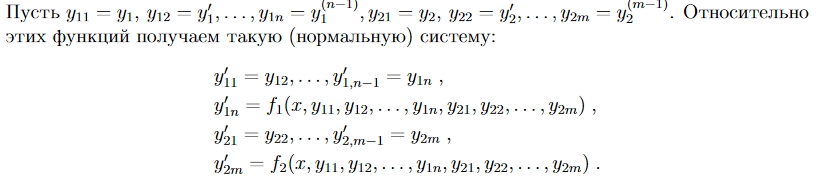 Пусть $y_{11} = y_1$, $y_{12} = y_1'$, $\ldots, y_{1n} = y_1^{(n-1)}, y_{21} = y_2, \; y_{22} = y_2', \ldots, y_{2m} = y_2^{(m-1)}$. Относительно
этих функций получаем такую (нормальную) систему:
$y_{11}' = y_{12}, \ldots, y_{1,n-1}' = y_{1n}$ ,
$y_{1n}' = f_1(x, y_{11}, y_{12}, \ldots, y_{1n}, y_{21}, y_{22}, \ldots, y_{2m})$ ,
$y_{21}' = y_{22}, \ldots, y_{2,m-1}' = y_{2m}$ ,
$y_{2m}' = f_2(x, y_{11}, y_{12}, \ldots, y_{1n}, y_{21}, y_{22}, \ldots, y_{2m})$ .